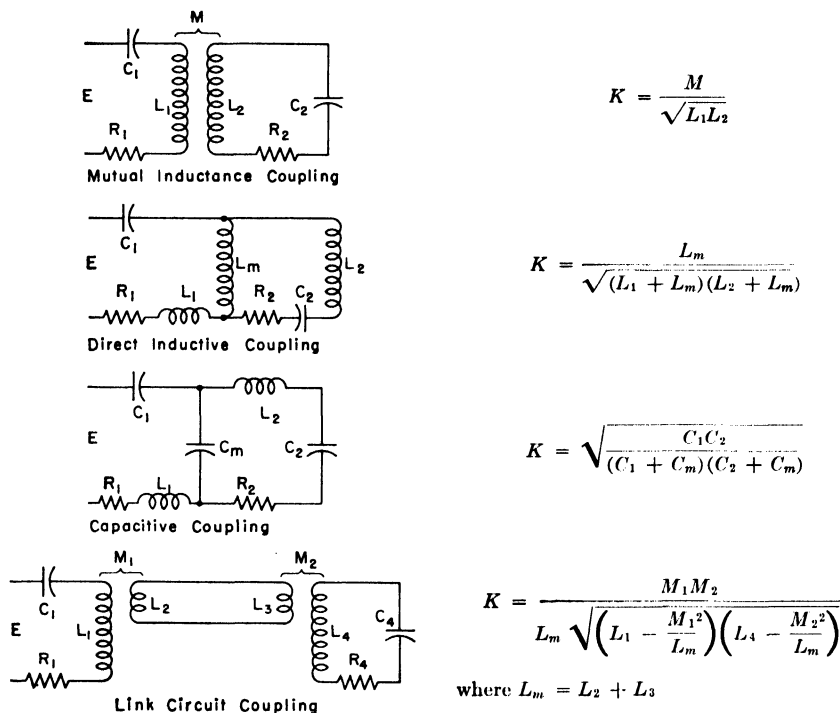 M
C₁
E
L₁
L₂
C₂
R₁
R₂
Mutual Inductance Coupling
K = M / √(L₁L₂)
C₁
E
Lₘ
L₂
R₁
L₁
R₂
C₂
Direct Inductive Coupling
K = Lₘ / √((L₁ + Lₘ)(L₂ + Lₘ))
C₁
L₂
E
Cₘ
C₂
R₁
L₁
R₂
Capacitive Coupling
K = √(C₁C₂ / ((C₁ + Cₘ)(C₂ + Cₘ)))
M₁
M₂
C₁
L₂
L₃
C₄
E
L₁
L₄
R₁
R₄
Link Circuit Coupling
K = M₁M₂ / (Lₘ √((L₁ − M₁²/Lₘ)(L₄ − M₂²/Lₘ)))
where Lₘ = L₂ + L₃